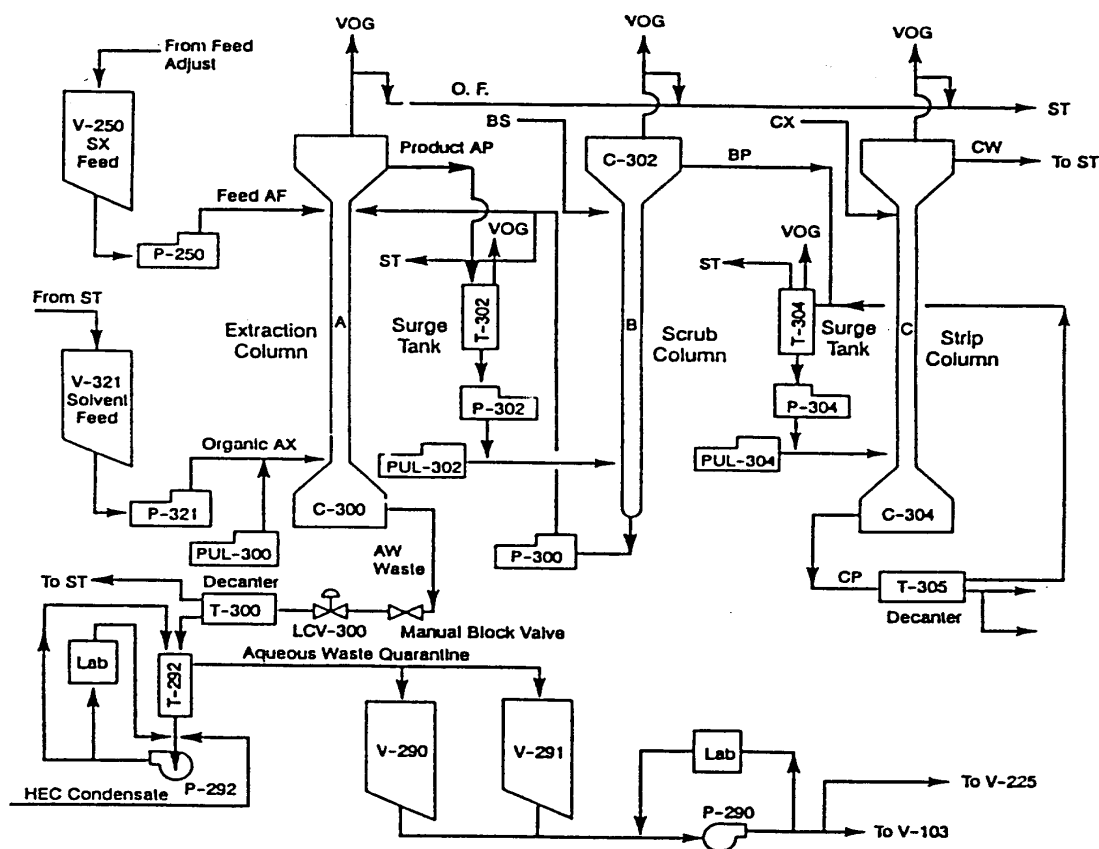 VOG
VOG
VOG
From Feed
Adjust
O. F.
ST
V-250
SX
Feed
BS
CX
Product AP
C-302
BP
CW
To ST
Feed AF
P-250
VOG
ST
VOG
ST
From ST
Extraction
Column
A
Surge
Tank
T-302
B
Scrub
Column
T-304
Surge
Tank
C
Strip
Column
V-321
Solvent
Feed
P-302
P-304
Organic AX
PUL-302
PUL-304
P-321
C-300
C-304
PUL-300
AW
Waste
P-300
To ST
Decanter
T-300
CP
T-305
LCV-300
Manual Block Valve
Decanter
Aqueous Waste Quarantine
Lab
T-292
V-290
V-291
Lab
P-292
HEC Condensate
P-290
To V-225
To V-103